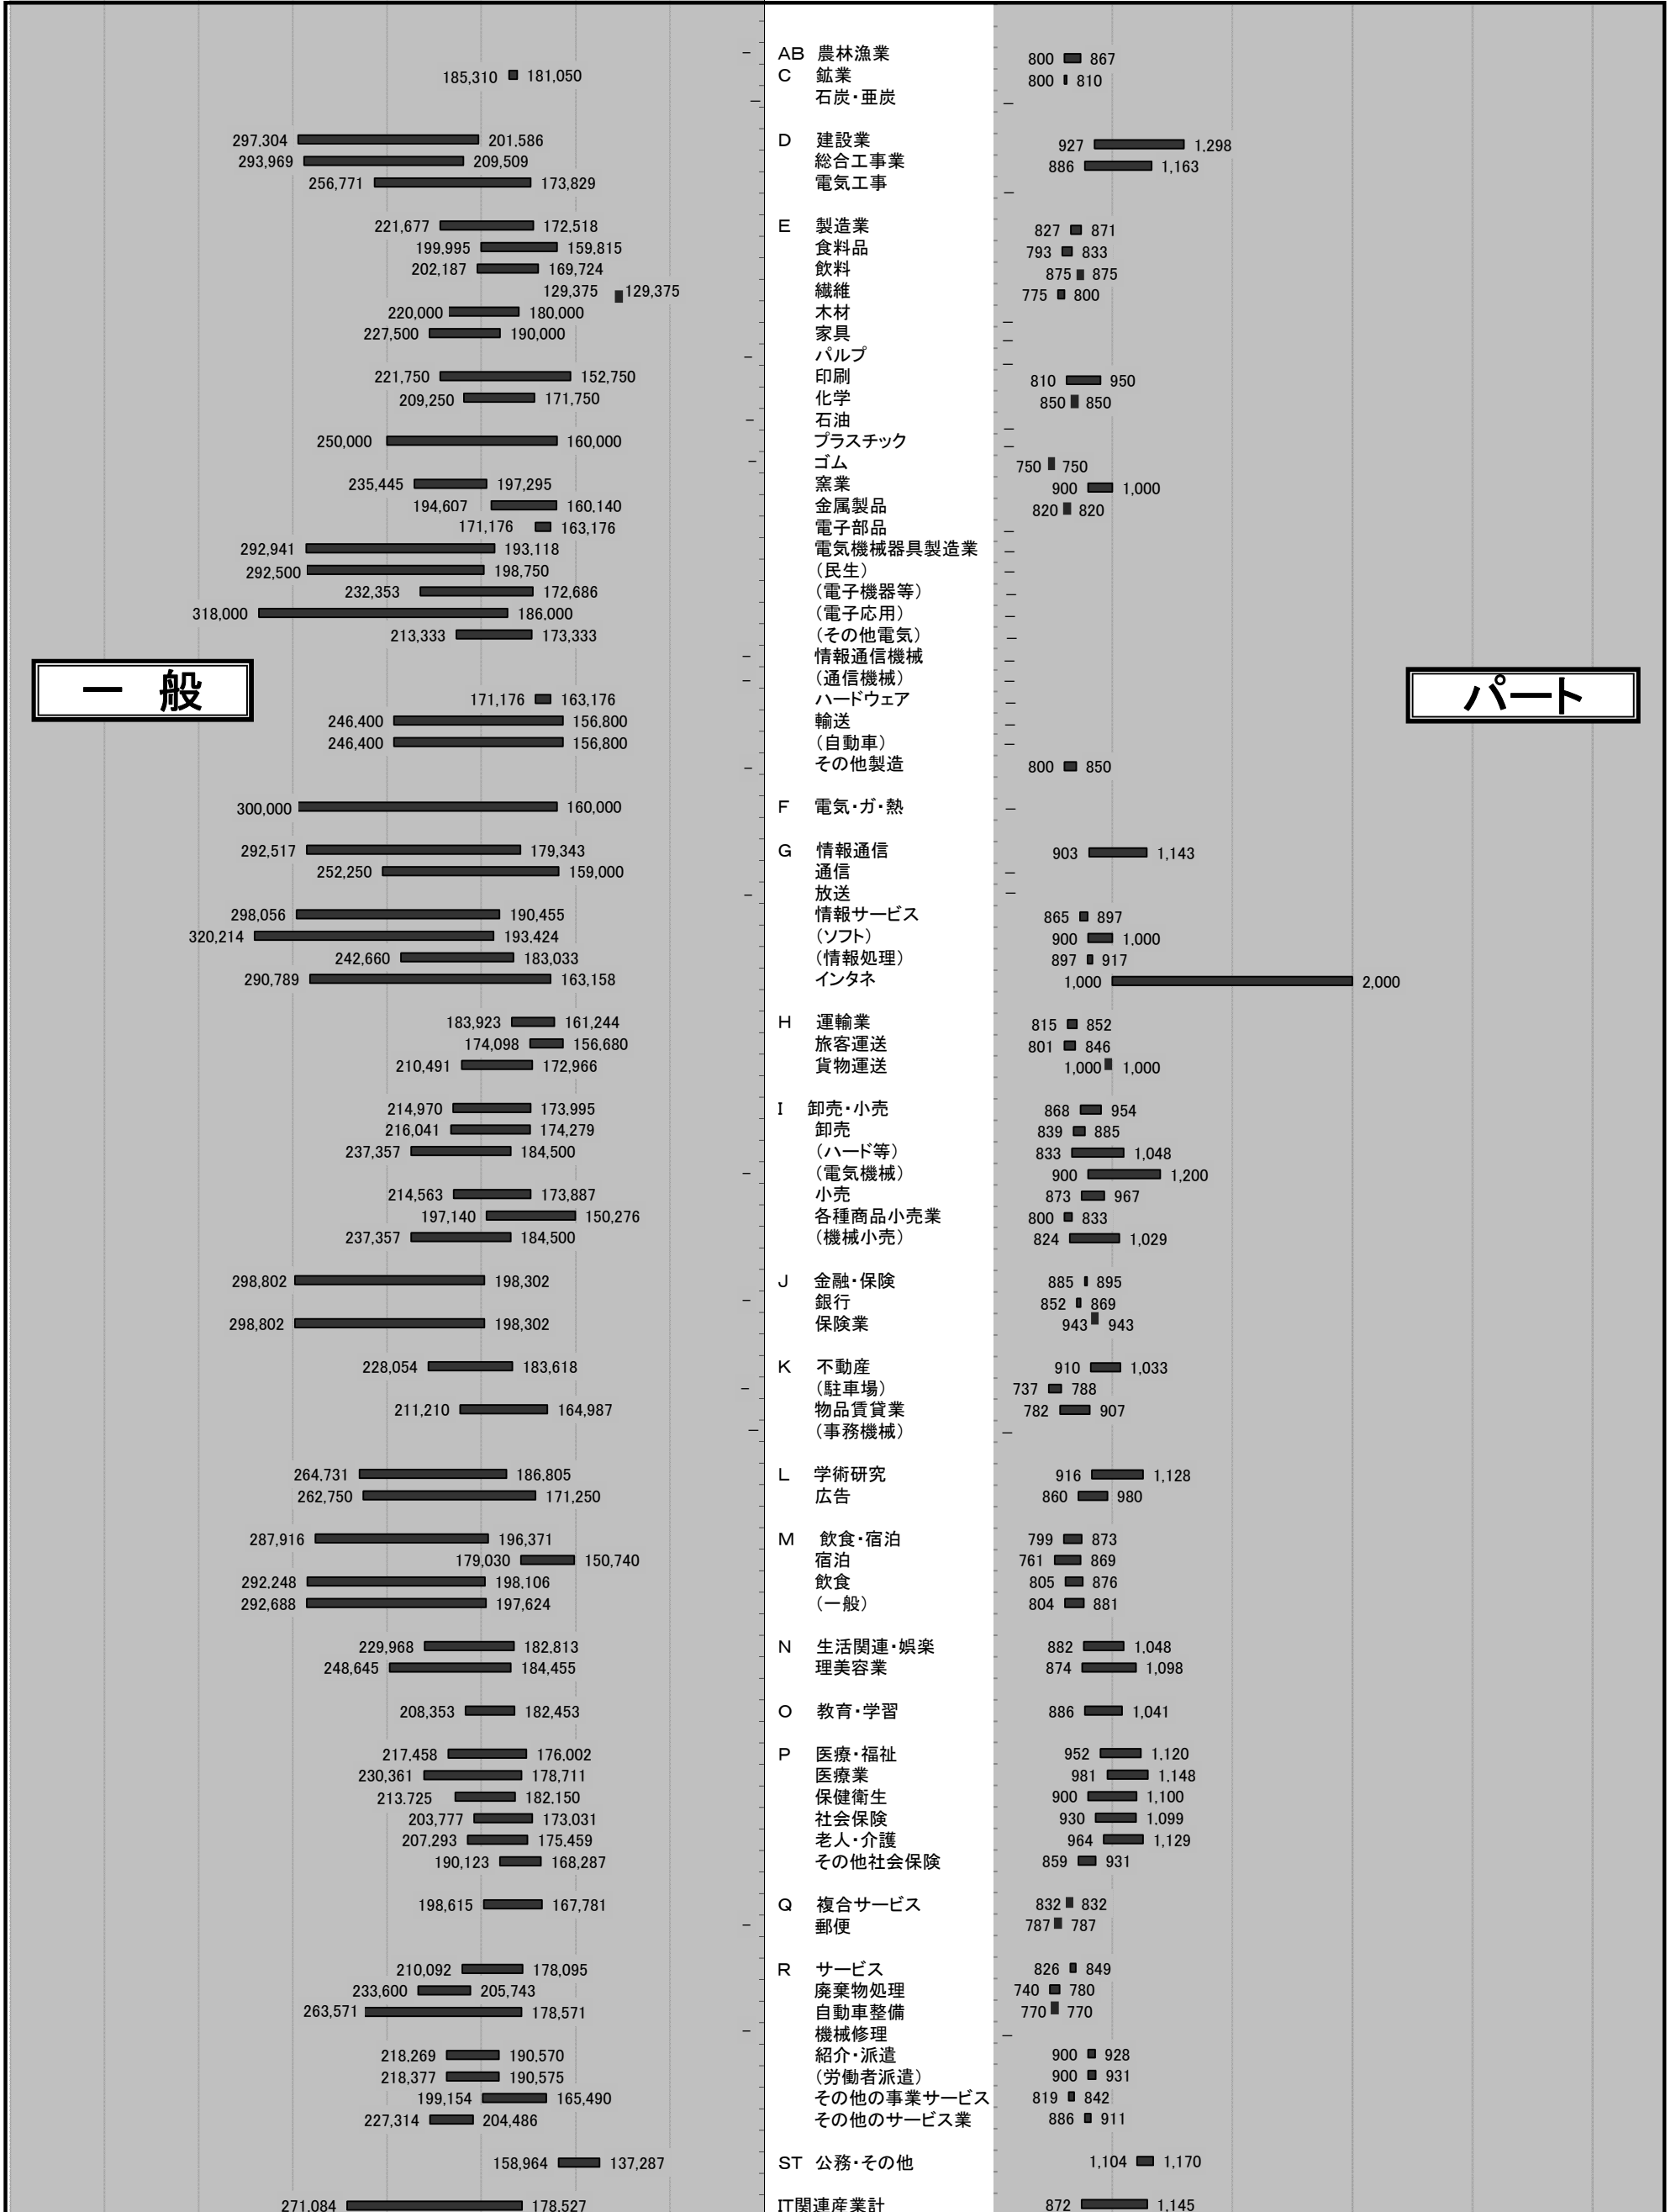 － AB 農林漁業 800 867
185,310 181,050 C 鉱業 800 810
－ 石炭・亜炭 －
297,304 201,586 D 建設業 927 1,298
293,969 209,509 総合工事業 886 1,163
256,771 173,829 電気工事 －
221,677 172,518 E 製造業 827 871
199,995 159,815 食料品 793 833
202,187 169,724 飲料 875 875
129,375 129,375 繊維 775 800
220,000 180,000 木材 －
227,500 190,000 家具 －
－ パルプ －
221,750 152,750 印刷 810 950
209,250 171,750 化学 850 850
－ 石油 －
250,000 160,000 プラスチック －
－ ゴム 750 750
235,445 197,295 窯業 900 1,000
194,607 160,140 金属製品 820 820
171,176 163,176 電子部品 －
292,941 193,118 電気機械器具製造業 －
292,500 198,750 （民生） －
232,353 172,686 （電子機器等） －
318,000 186,000 （電子応用） －
213,333 173,333 （その他電気） －
－ 情報通信機械 －
一 般
－ （通信機械） －
パート
171,176 163,176 ハードウェア －
246,400 156,800 輸送 －
246,400 156,800 （自動車） －
－ その他製造 800 850
300,000 160,000 F 電気・ガ・熱 －
292,517 179,343 G 情報通信 903 1,143
252,250 159,000 通信 －
－ 放送 －
298,056 190,455 情報サービス 865 897
320,214 193,424 （ソフト） 900 1,000
242,660 183,033 （情報処理） 897 917
290,789 163,158 インタネ 1,000 2,000
183,923 161,244 H 運輸業 815 852
174,098 156,680 旅客運送 801 846
210,491 172,966 貨物運送 1,000 1,000
214,970 173,995 I 卸売・小売 868 954
216,041 174,279 卸売 839 885
237,357 184,500 （ハード等） 833 1,048
－ （電気機械） 900 1,200
214,563 173,887 小売 873 967
197,140 150,276 各種商品小売業 800 833
237,357 184,500 （機械小売） 824 1,029
298,802 198,302 J 金融・保険 885 895
－ 銀行 852 869
298,802 198,302 保険業 943 943
228,054 183,618 K 不動産 910 1,033
－ （駐車場） 737 788
211,210 164,987 物品賃貸業 782 907
－ （事務機械） －
264,731 186,805 L 学術研究 916 1,128
262,750 171,250 広告 860 980
287,916 196,371 M 飲食・宿泊 799 873
179,030 150,740 宿泊 761 869
292,248 198,106 飲食 805 876
292,688 197,624 （一般） 804 881
229,968 182,813 N 生活関連・娯楽 882 1,048
248,645 184,455 理美容業 874 1,098
208,353 182,453 O 教育・学習 886 1,041
217,458 176,002 P 医療・福祉 952 1,120
230,361 178,711 医療業 981 1,148
213,725 182,150 保健衛生 900 1,100
203,777 173,031 社会保険 930 1,099
207,293 175,459 老人・介護 964 1,129
190,123 168,287 その他社会保険 859 931
198,615 167,781 Q 複合サービス 832 832
－ 郵便 787 787
210,092 178,095 R サービス 826 849
233,600 205,743 廃棄物処理 740 780
263,571 178,571 自動車整備 770 770
－ 機械修理 －
218,269 190,570 紹介・派遣 900 928
218,377 190,575 （労働者派遣） 900 931
199,154 165,490 その他の事業サービス 819 842
227,314 204,486 その他のサービス業 886 911
158,964 137,287 ST 公務・その他 1,104 1,170
271,084 178,527 IT関連産業計 872 1,145